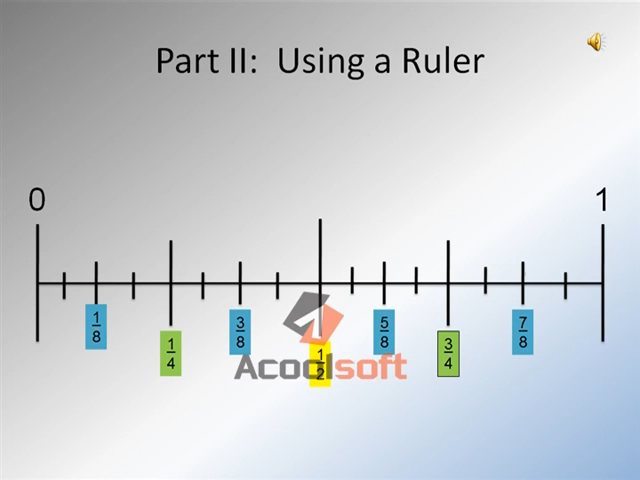 Part II: Using a Ruler
0 1
1/8 1/4 3/8 1/2 5/8 3/4 7/8
Acoolsoft